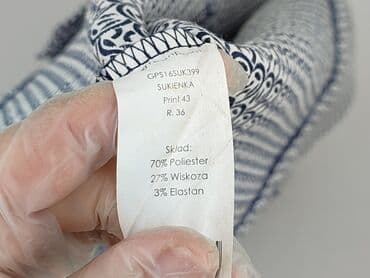 GPS16SUK399
SUKIENKA
Print 43
R. 36
Skład:
70% Poliester
27% Wiskoza
3% Elastan